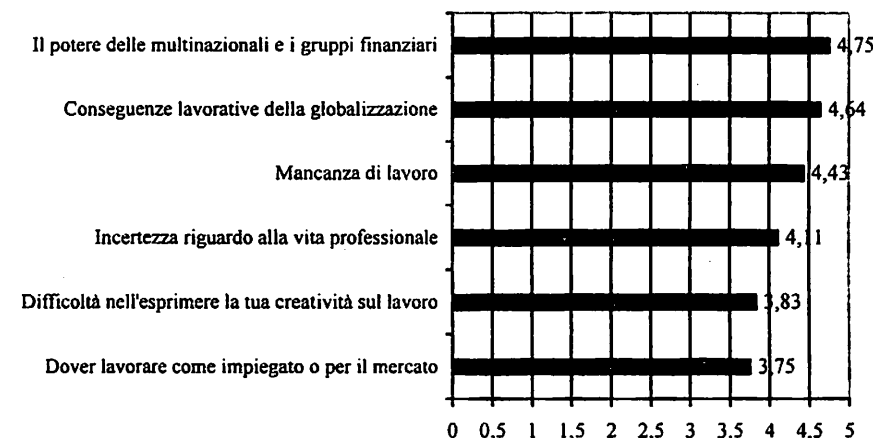 Il potere delle multinazionali e i gruppi finanziari 4,75
Conseguenze lavorative della globalizzazione 4,64
Mancanza di lavoro 4,43
Incertezza riguardo alla vita professionale 4,11
Difficoltà nell'esprimere la tua creatività sul lavoro 3,83
Dover lavorare come impiegato o per il mercato 3,75
0 0,5 1 1,5 2 2,5 3 3,5 4 4,5 5